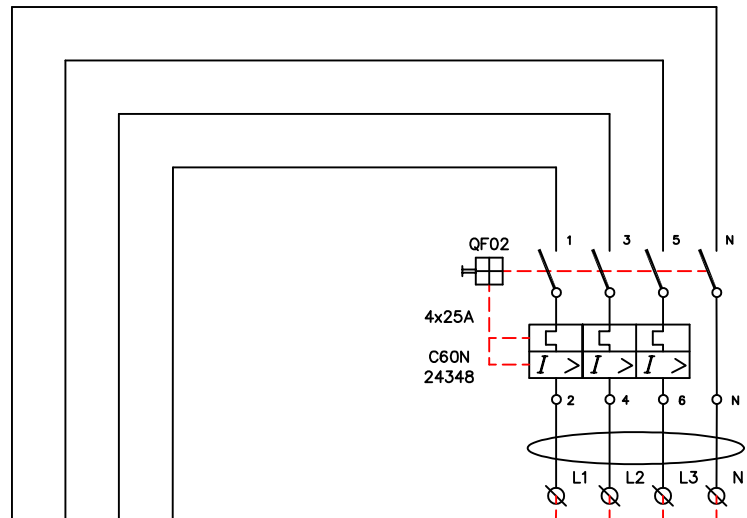 1 3 5 N
QF02
4x25A
C60N
24348
I > I > I >
2 4 6 N
L1 L2 L3 N